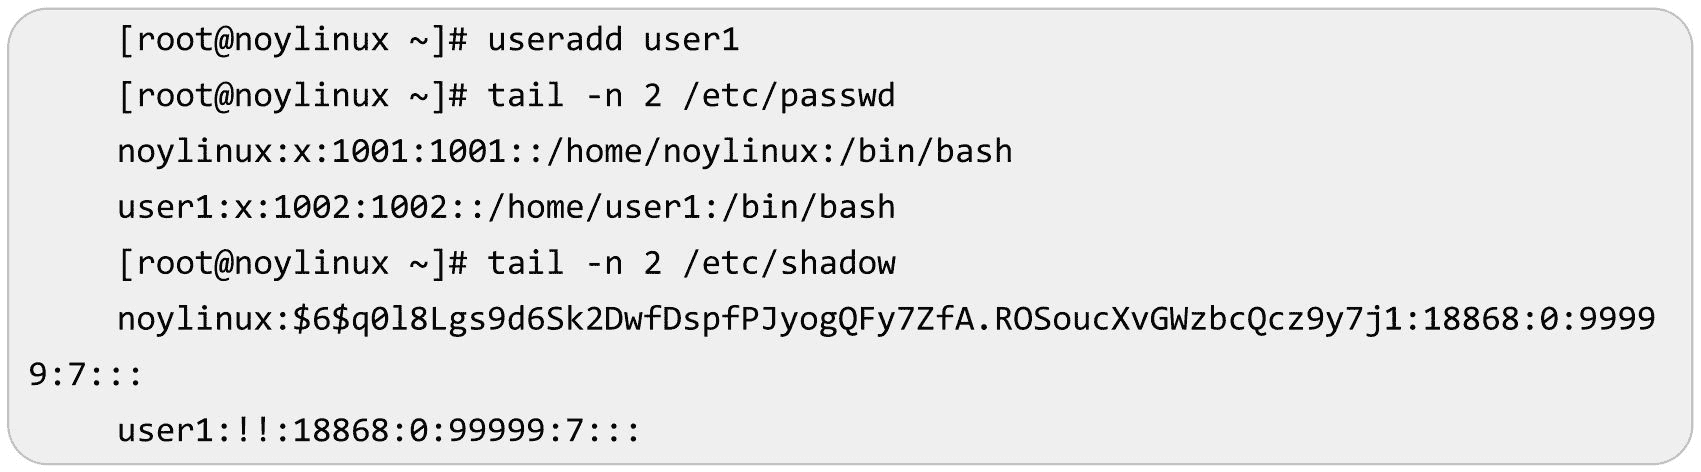 [root@noylinux ~]# useradd user1
[root@noylinux ~]# tail -n 2 /etc/passwd
noylinux:x:1001:1001::/home/noylinux:/bin/bash
user1:x:1002:1002::/home/user1:/bin/bash
[root@noylinux ~]# tail -n 2 /etc/shadow
noylinux:$6$q0l8Lgs9d6Sk2DwfDspfPJyogQFy7ZfA.ROSoucXvGWzbcQcz9y7j1:18868:0:9999
9:7:::
user1:!!:18868:0:99999:7:::